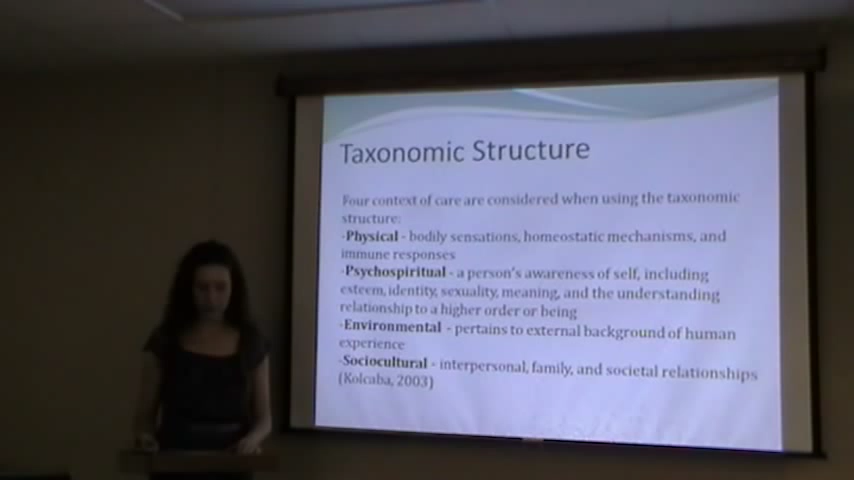 Taxonomic Structure
Four context of care are considered when using the taxonomic
structure:
-Physical - bodily sensations, homeostatic mechanisms, and
immune responses
-Psychospiritual - a person's awareness of self, including
esteem, identity, sexuality, meaning, and the understanding
relationship to a higher order or being
-Environmental - pertains to external background of human
experience
-Sociocultural - interpersonal, family, and societal relationships
(Kolcaba, 2003)